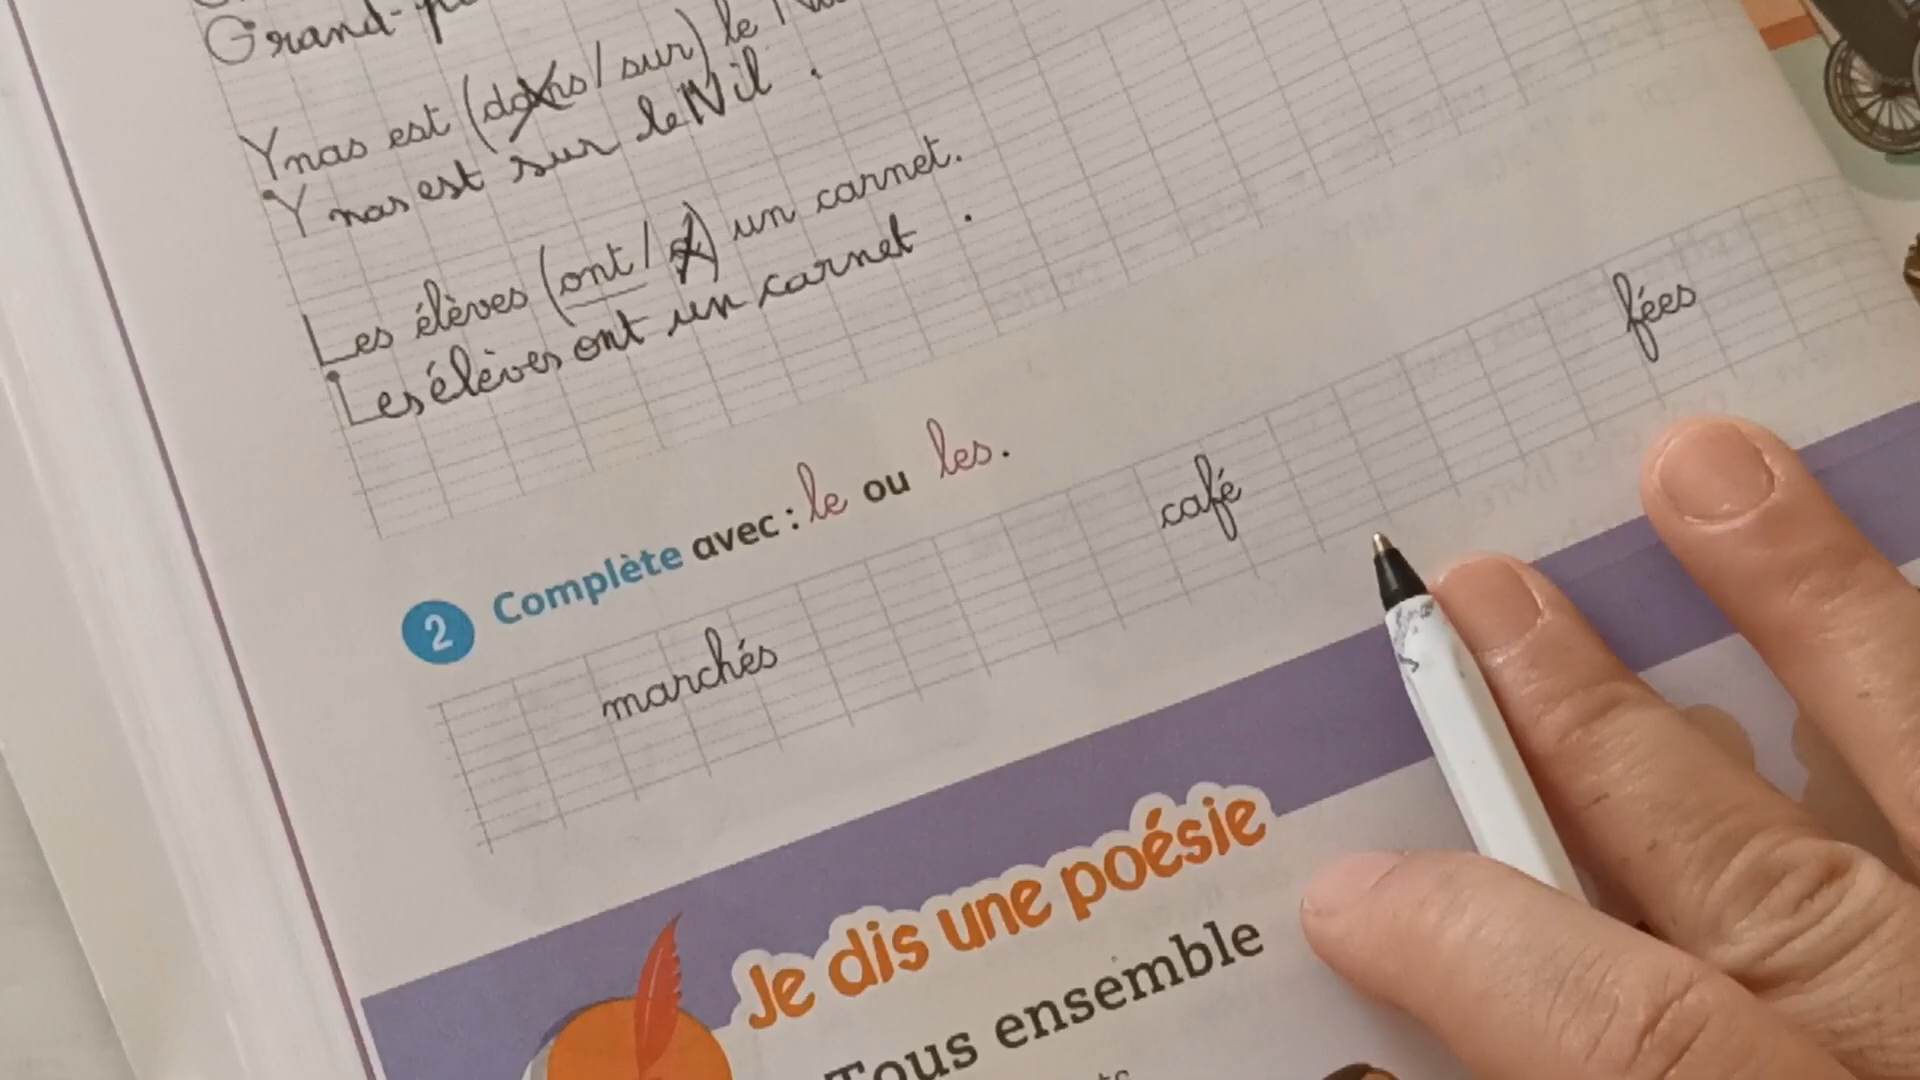 Grand-
Ynas est (dans / sur) le
Ynas est sur le Nil .
Les élèves (ont / a) un carnet.
Les élèves ont un carnet .
2 Complète avec : le ou les.
marchés café fées
Je dis une poésie
Tous ensemble